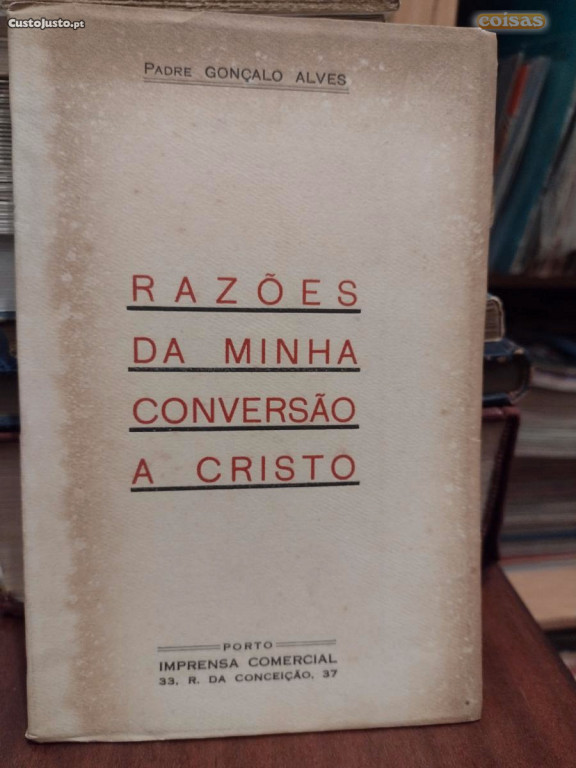 CustoJusto.pt
coisas
PADRE GONÇALO ALVES
RAZÕES
DA MINHA
CONVERSÃO
A CRISTO
PORTO
IMPRENSA COMERCIAL
33, R. DA CONCEIÇÃO, 37